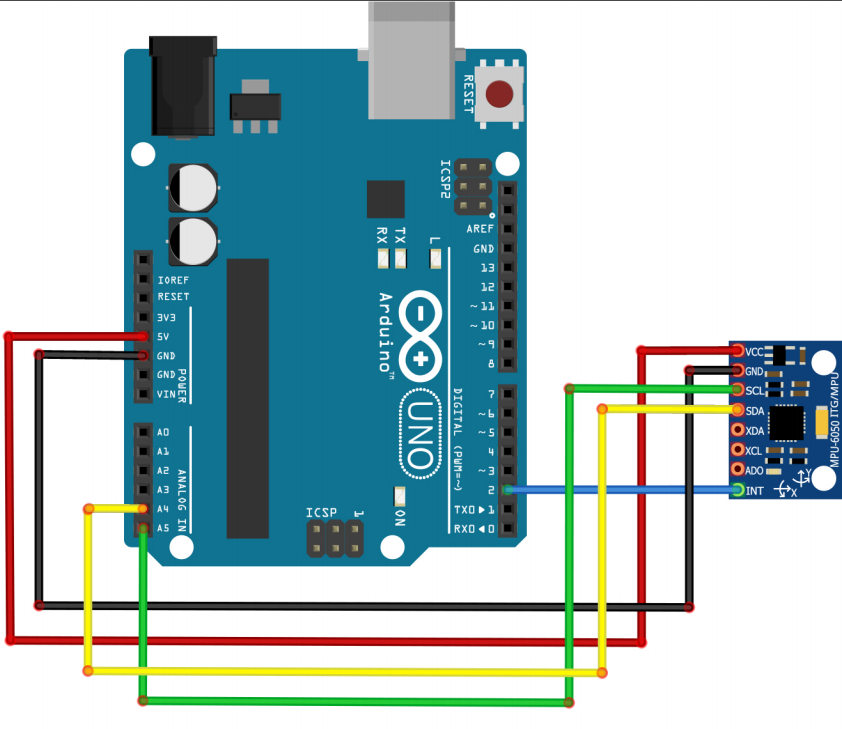 RESET
ICSP2
AREF
GND
13
12
~11
~10
~9
8
7
~6
~5
4
~3
2
TX0▶1
RX0◀0
RX
TX
L
Arduino™
UNO
DIGITAL (PWM=~)
IOREF
RESET
3V3
5V
GND
GND
VIN
POWER
A0
A1
A2
A3
A4
A5
ANALOG IN
ICSP
1
ON
VCC
GND
SCL
SDA
XDA
XCL
ADO
INT
MPU-6050 ITG/MPU
X
Y